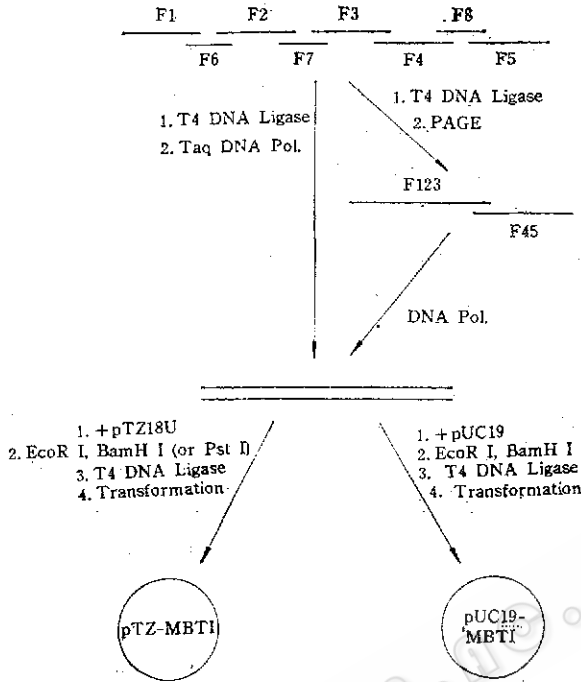 F1 F2 F3 F8
F6 F7 F4 F5
1. T4 DNA Ligase
2. Taq DNA Pol.
1. T4 DNA Ligase
2. PAGE
F123
F45
DNA Pol.
1. +pTZ18U
2. EcoR I, BamH I (or Pst I)
3. T4 DNA Ligase
4. Transformation
1. +pUC19
2. EcoR I, BamH I
3. T4 DNA Ligase
4. Transformation
pTZ-MBTI
pUC19-
MBTI